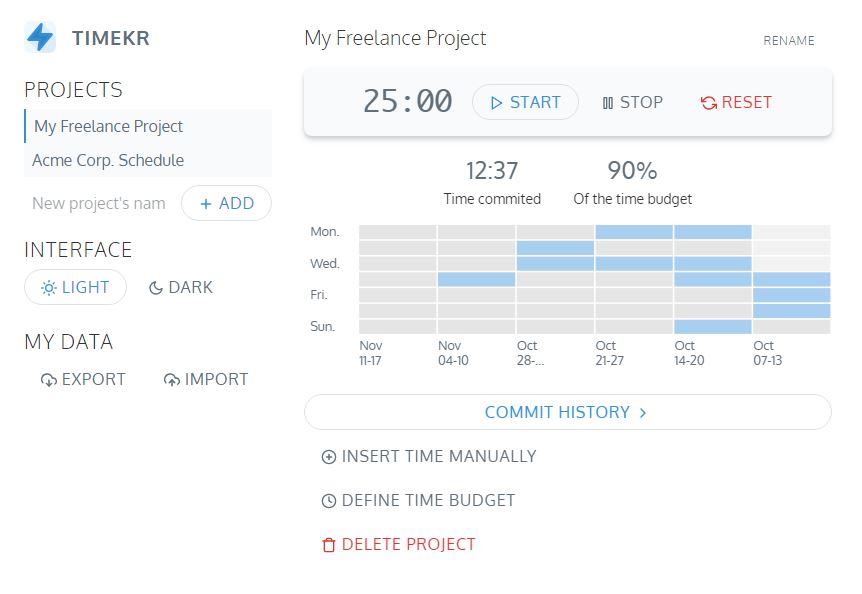 TIMEKR
PROJECTS
My Freelance Project
Acme Corp. Schedule
New project's nam
ADD
INTERFACE
LIGHT
DARK
MY DATA
EXPORT
IMPORT
My Freelance Project
RENAME
25:00
START
STOP
RESET
12:37
Time commited
90%
Of the time budget
Mon.
Wed.
Fri.
Sun.
Nov
11-17
Nov
04-10
Oct
28-...
Oct
21-27
Oct
14-20
Oct
07-13
COMMIT HISTORY
INSERT TIME MANUALLY
DEFINE TIME BUDGET
DELETE PROJECT